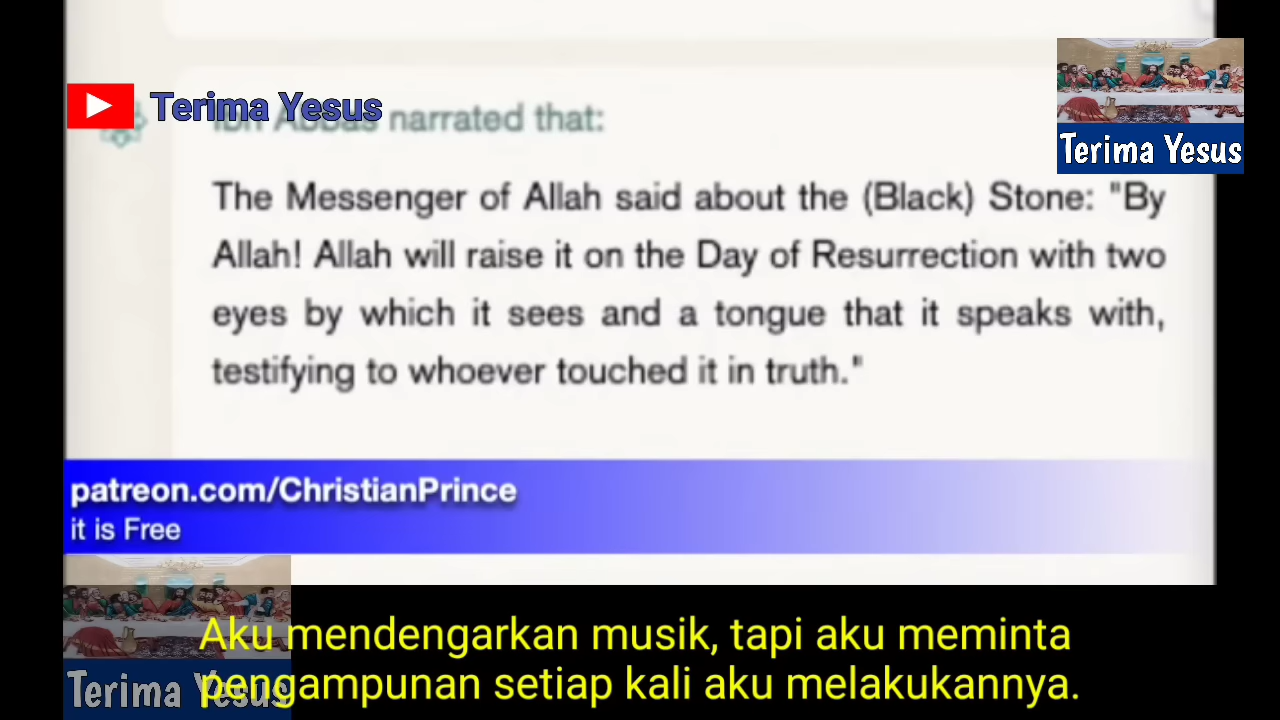 Terima Yesus
Terima Yesus
Ibn Abbas narrated that:
The Messenger of Allah said about the (Black) Stone: "By
Allah! Allah will raise it on the Day of Resurrection with two
eyes by which it sees and a tongue that it speaks with,
testifying to whoever touched it in truth."
patreon.com/ChristianPrince
it is Free
Aku mendengarkan musik, tapi aku meminta
pengampunan setiap kali aku melakukannya.
Terima Yesus